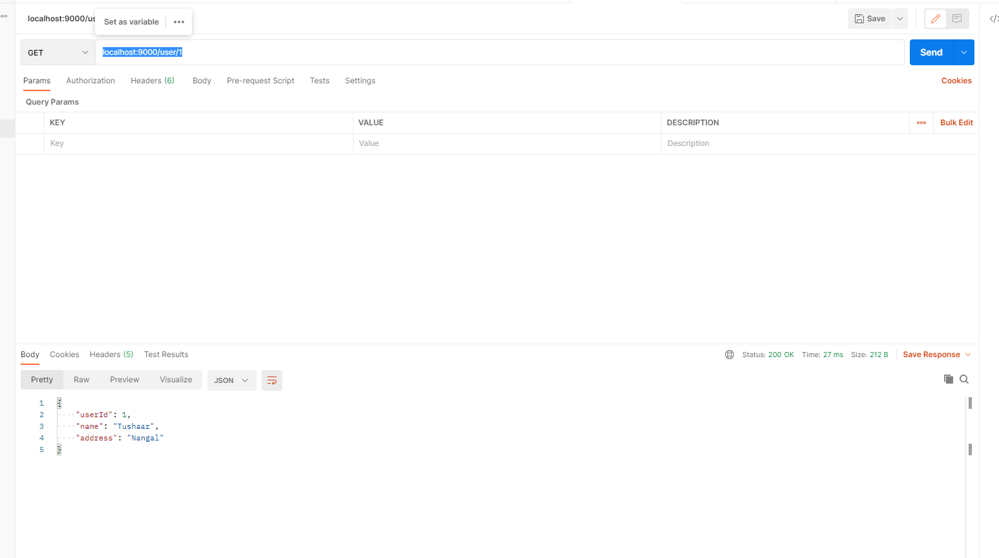 localhost:9000/us
Set as variable
Save
GET
localhost:9000/user/1
Send
Params Authorization Headers (6) Body Pre-request Script Tests Settings Cookies
Query Params
KEY VALUE DESCRIPTION Bulk Edit
Key Value Description
Body Cookies Headers (5) Test Results Status: 200 OK Time: 27 ms Size: 212 B Save Response
Pretty Raw Preview Visualize JSON
1 {
2 "userId": 1,
3 "name": "Tushaar",
4 "address": "Nangal"
5 }